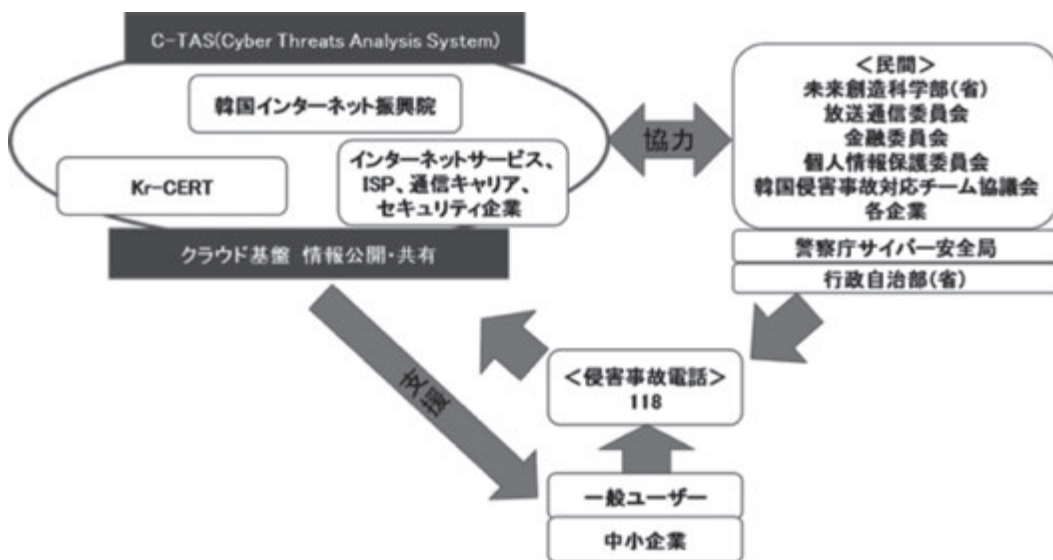 C-TAS(Cyber Threats Analysis System)
韓国インターネット振興院
Kr-CERT
インターネットサービス、
ISP、通信キャリア、
セキュリティ企業
クラウド基盤 情報公開・共有
協力
＜民間＞
未来創造科学部(省)
放送通信委員会
金融委員会
個人情報保護委員会
韓国侵害事故対応チーム協議会
各企業
警察庁サイバー安全局
行政自治部(省)
支援
＜侵害事故電話＞
118
一般ユーザー
中小企業